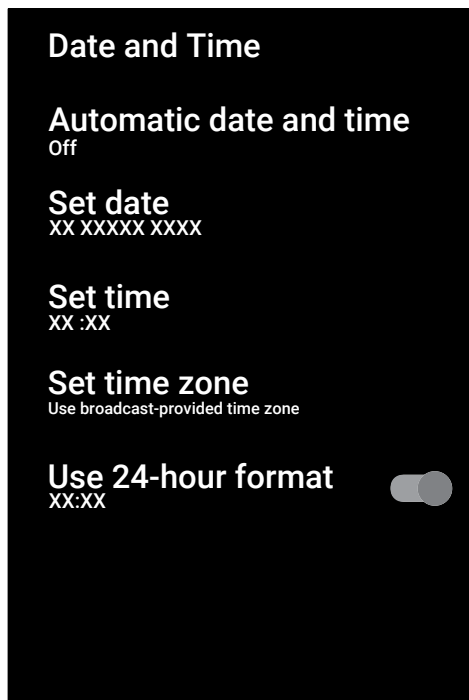 Date and Time
Automatic date and time
Off
Set date
XX XXXXX XXXX
Set time
XX :XX
Set time zone
Use broadcast-provided time zone
Use 24-hour format
XX:XX